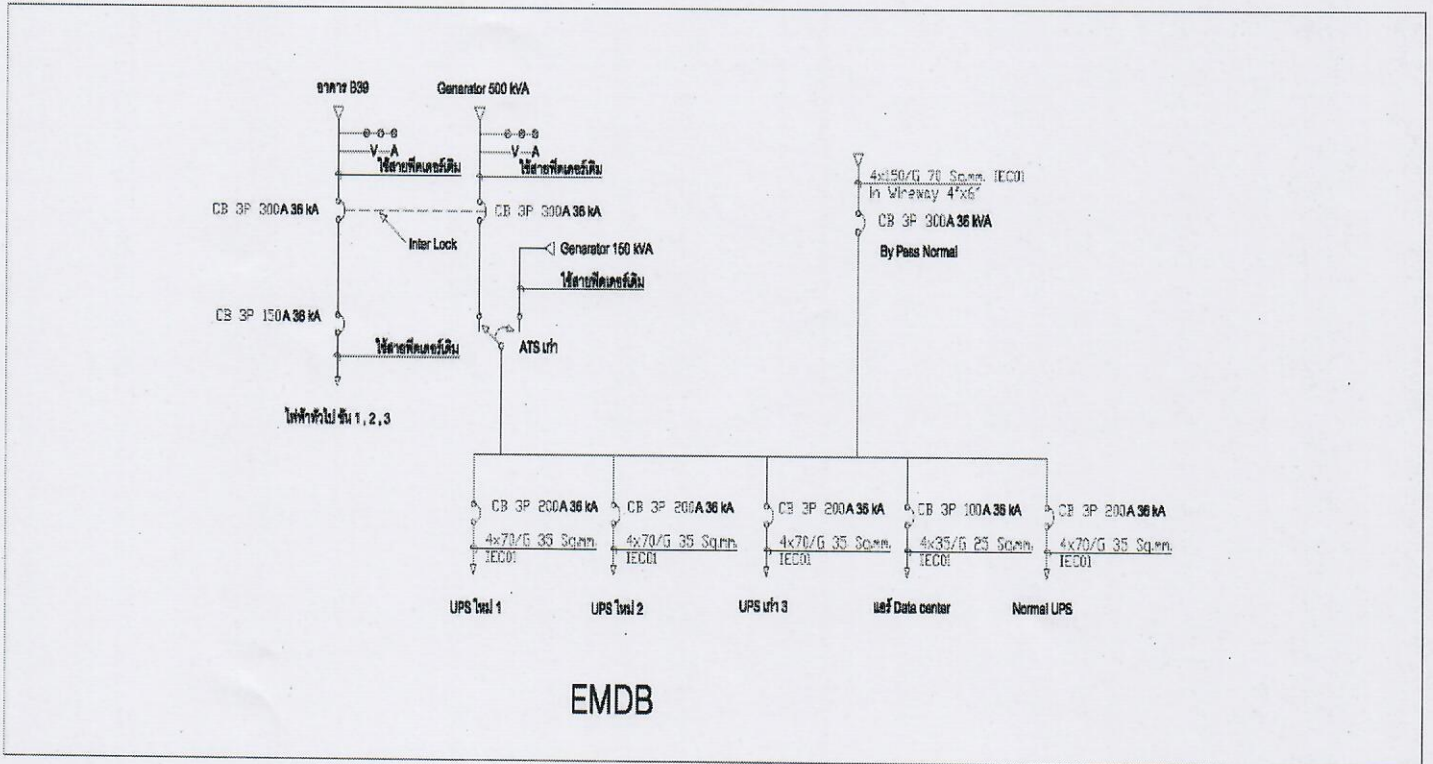 อาคาร B39
Generator 500 kVA
V A
ใช้สายฟีดเดอร์เดิม
V A
ใช้สายฟีดเดอร์เดิม
4x150/G 70 Sq.mm. IEC01
in Wireway 4"x6"
CB 3P 300A 36 kA
CB 3P 300A 36 kA
CB 3P 300A 36 kVA
Inter Lock
Generator 150 kVA
By Pass Normal
ใช้สายฟีดเดอร์เดิม
CB 3P 150A 36 kA
ใช้สายฟีดเดอร์เดิม
ATS เก่า
ไฟฟ้าทั่วไป ชั้น 1, 2, 3
CB 3P 200A 36 kA
CB 3P 200A 36 kA
CB 3P 200A 36 kA
CB 3P 100A 36 kA
CB 3P 200A 36 kA
4x70/G 35 Sq.mm.
IEC01
4x70/G 35 Sq.mm.
IEC01
4x70/G 35 Sq.mm.
IEC01
4x35/G 25 Sq.mm.
IEC01
4x70/G 35 Sq.mm.
IEC01
UPS ใหม่ 1
UPS ใหม่ 2
UPS เก่า 3
แอร์ Data center
Normal UPS
EMDB